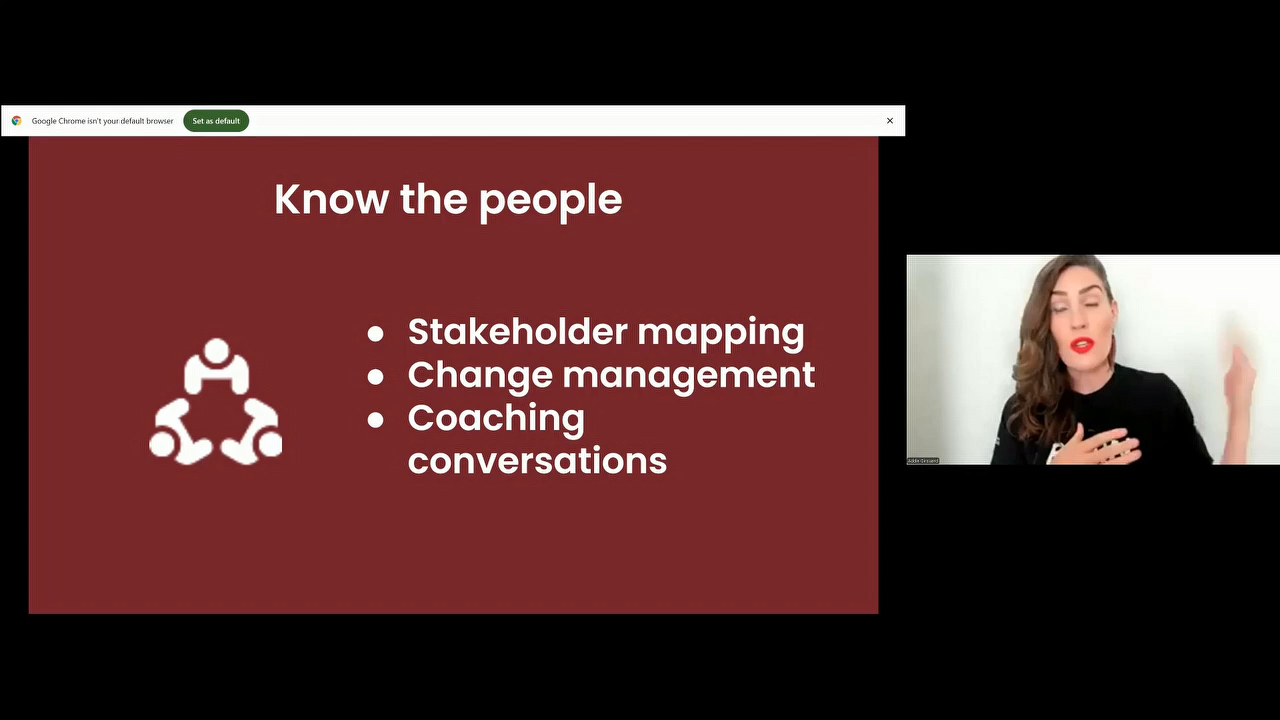 Google Chrome isn't your default browser
Set as default
Know the people
● Stakeholder mapping
● Change management
● Coaching
conversations